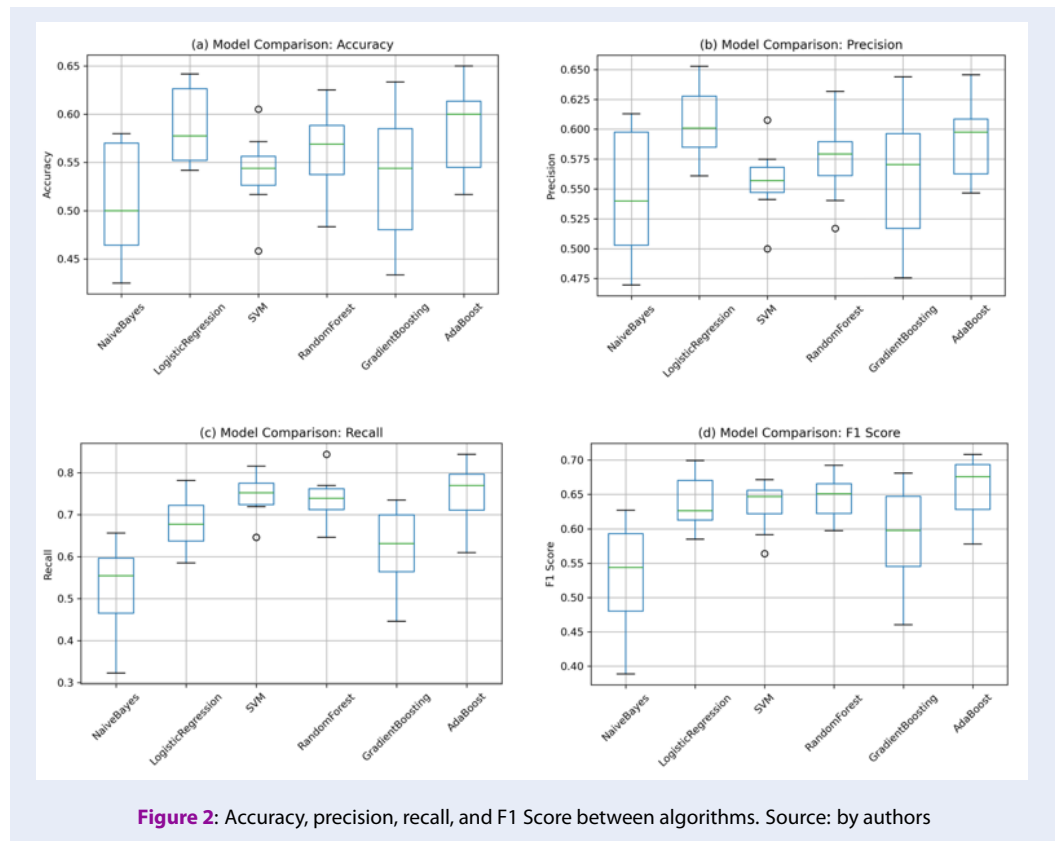 (a) Model Comparison: Accuracy
Accuracy
0.65
0.60
0.55
0.50
0.45
NaiveBayes
LogisticRegression
SVM
RandomForest
GradientBoosting
AdaBoost
(b) Model Comparison: Precision
Precision
0.650
0.625
0.600
0.575
0.550
0.525
0.500
0.475
NaiveBayes
LogisticRegression
SVM
RandomForest
GradientBoosting
AdaBoost
(c) Model Comparison: Recall
Recall
0.8
0.7
0.6
0.5
0.4
0.3
NaiveBayes
LogisticRegression
SVM
RandomForest
GradientBoosting
AdaBoost
(d) Model Comparison: F1 Score
F1 Score
0.70
0.65
0.60
0.55
0.50
0.45
0.40
NaiveBayes
LogisticRegression
SVM
RandomForest
GradientBoosting
AdaBoost
Figure 2: Accuracy, precision, recall, and F1 Score between algorithms. Source: by authors